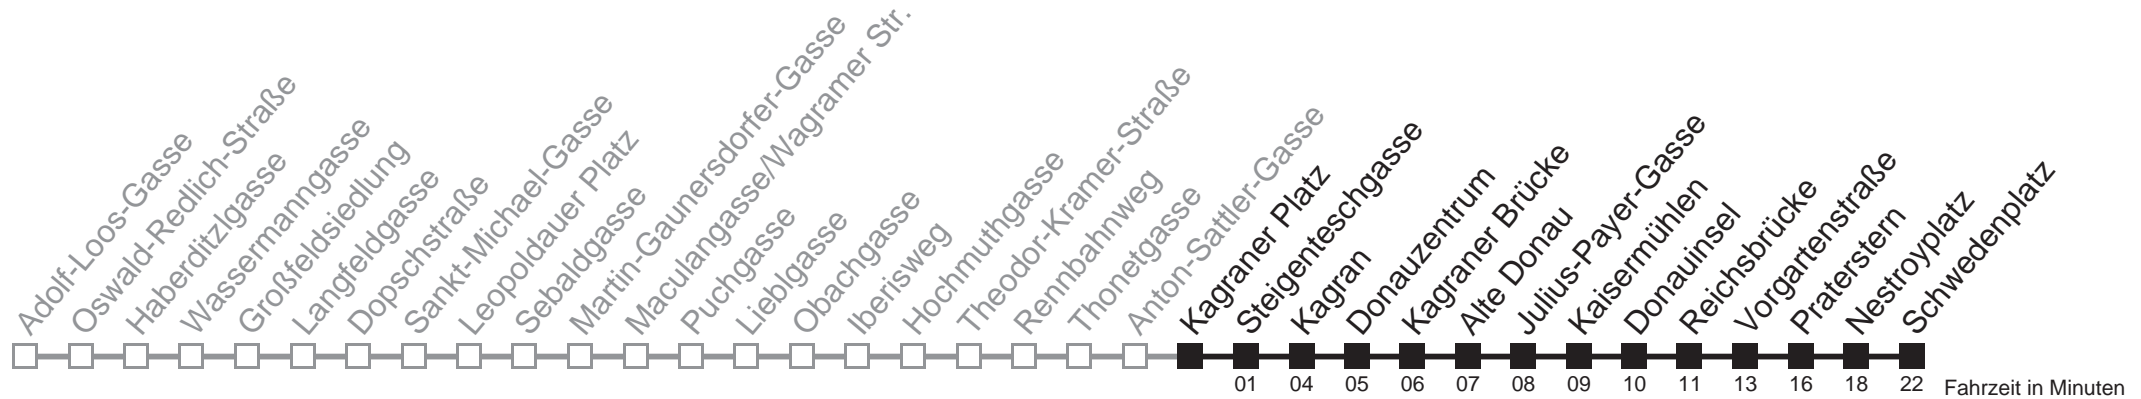 Adolf-Loos-Gasse
Oswald-Redlich-Straße
Haberditzlgasse
Wassermanngasse
Großfeldsiedlung
Langfeldgasse
Dopschstraße
Sankt-Michael-Gasse
Leopoldauer Platz
Sebaldgasse
Martin-Gaunersdorfer-Gasse
Maculangasse/Wagramer Str.
Puchgasse
Lieblgasse
Obachgasse
Iberisweg
Hochmuthgasse
Theodor-Kramer-Straße
Rennbahnweg
Thonetgasse
Anton-Sattler-Gasse
Kagraner Platz
Steigenteschgasse
Kagran
Donauzentrum
Kagraner Brücke
Alte Donau
Julius-Payer-Gasse
Kaisermühlen
Donauinsel
Reichsbrücke
Vorgartenstraße
Praterstern
Nestroyplatz
Schwedenplatz
01 04 05 06 07 08 09 10 11 13 16 18 22 Fahrzeit in Minuten